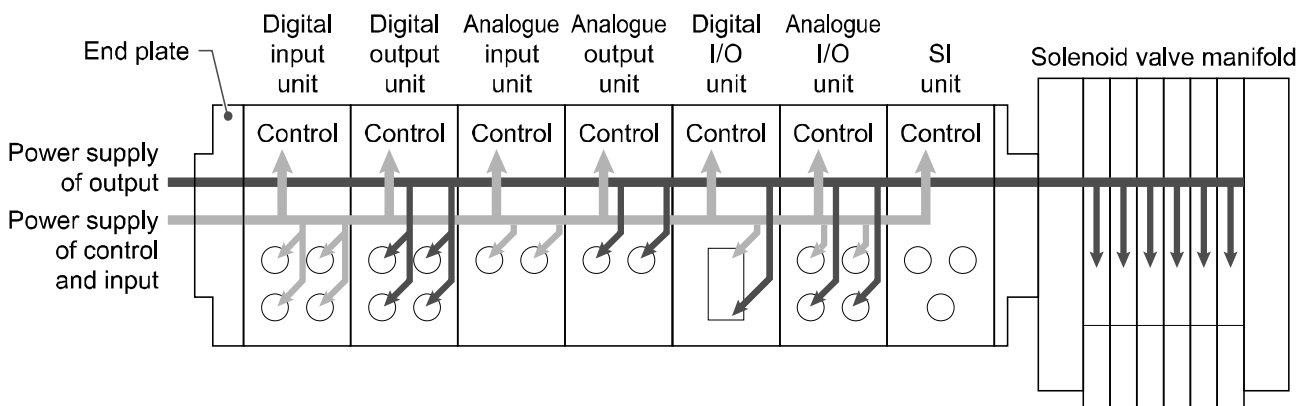 End plate
Digital
input
unit
Digital
output
unit
Analogue
input
unit
Analogue
output
unit
Digital
I/O
unit
Analogue
I/O
unit
SI
unit
Solenoid valve manifold
Control
Control
Control
Control
Control
Control
Control
Power supply
of output
Power supply
of control
and input